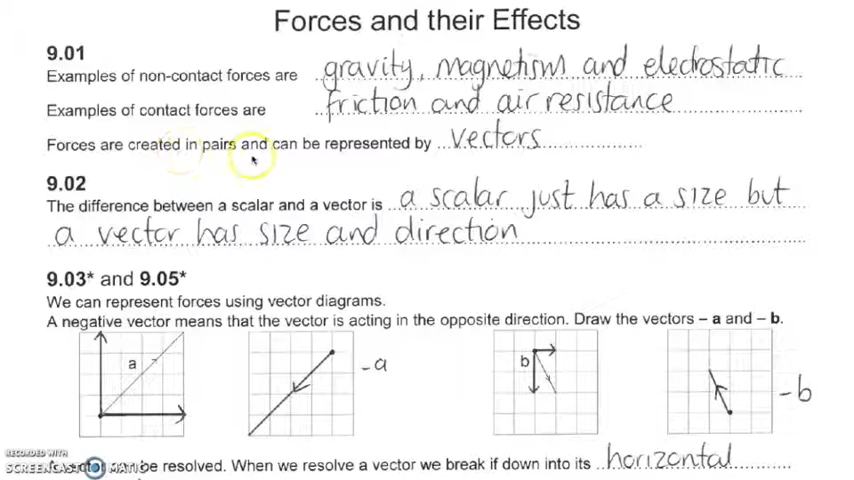 Forces and their Effects
9.01
Examples of non-contact forces are gravity, magnetism and electrostatic
Examples of contact forces are friction and air resistance
Forces are created in pairs and can be represented by vectors
9.02
The difference between a scalar and a vector is a scalar just has a size but
a vector has size and direction
9.03* and 9.05*
We can represent forces using vector diagrams.
A negative vector means that the vector is acting in the opposite direction. Draw the vectors – a and – b.
a -a b -b
RECORDED WITH
SCREENCAST MATIC
A vector can be resolved. When we resolve a vector we break if down into its horizontal